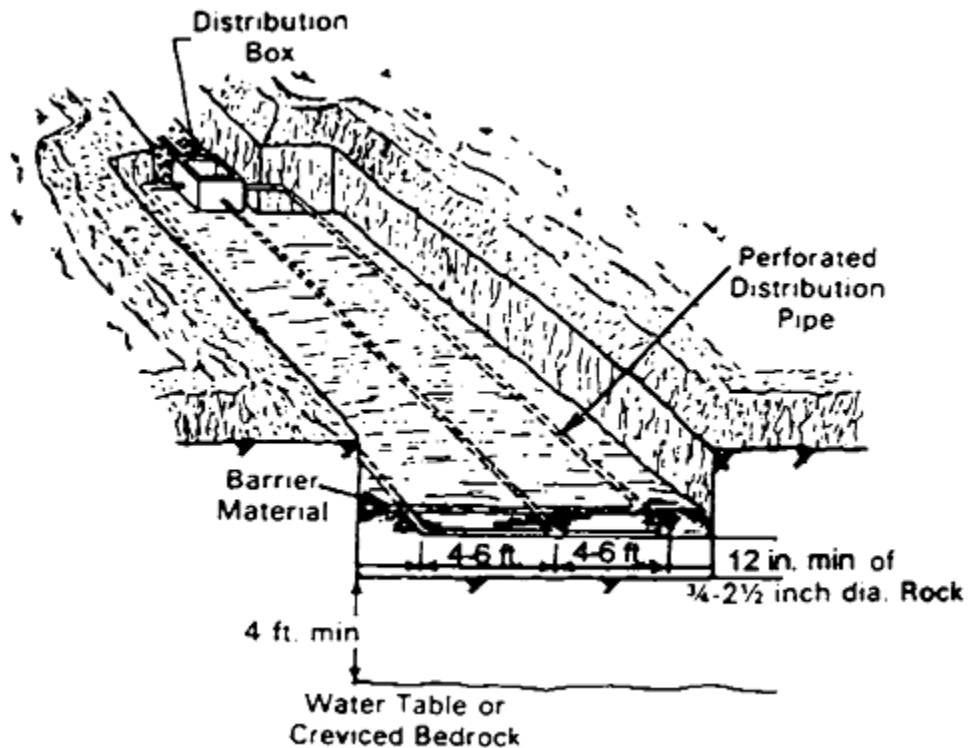 Distribution
Box
Perforated
Distribution
Pipe
Barrier
Material
4-6 ft.
4-6 ft.
12 in. min of
¾-2½ inch dia. Rock
4 ft. min
Water Table or
Creviced Bedrock